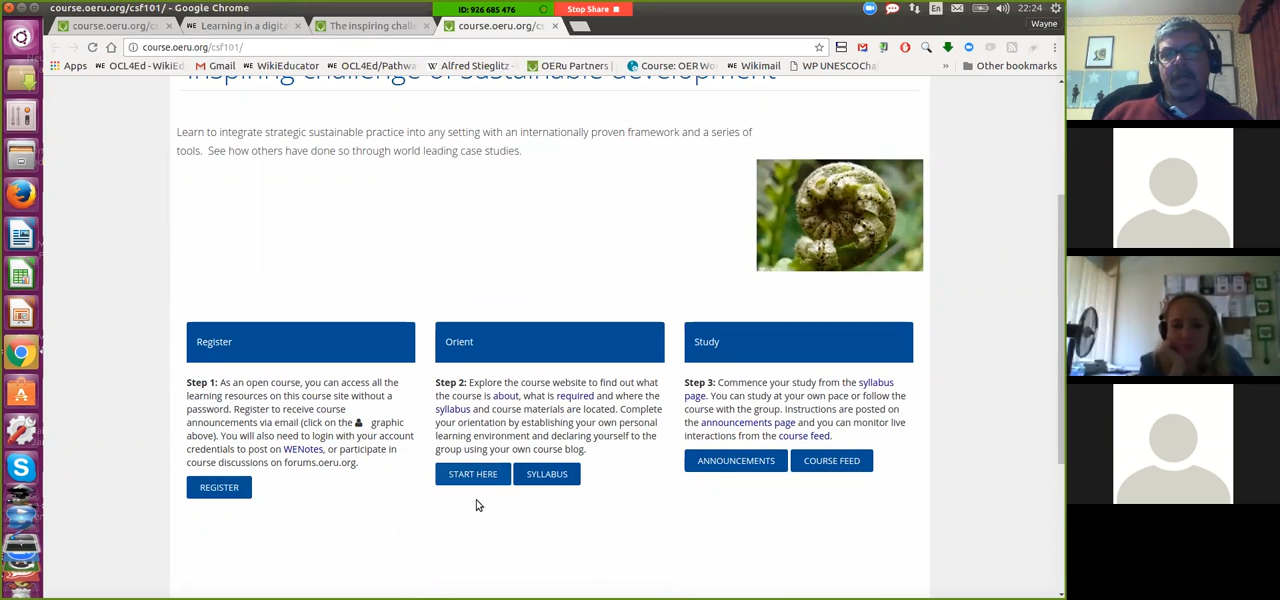 course.oeru.org/csf101/ - Google Chrome
ID: 926 685 476
Stop Share
En
22:24
course.oeru.org/cs
Learning in a digita
The inspiring chall
course.oeru.org/cs
Wayne
course.oeru.org/csf101/
Apps
OCL4Ed - WikiEd
Gmail
WikiEducator
OCL4Ed/Pathwa
Alfred Stieglitz -
OERu Partners
Course: OER Wo
Wikimail
WP UNESCOCha
»
Other bookmarks
Inspiring challenge of sustainable development
Learn to integrate strategic sustainable practice into any setting with an internationally proven framework and a series of
tools. See how others have done so through world leading case studies.
Register
Step 1: As an open course, you can access all the
learning resources on this course site without a
password. Register to receive course
announcements via email (click on the graphic
above). You will also need to login with your account
credentials to post on WENotes, or participate in
course discussions on forums.oeru.org.
REGISTER
Orient
Step 2: Explore the course website to find out what
the course is about, what is required and where the
syllabus and course materials are located. Complete
your orientation by establishing your own personal
learning environment and declaring yourself to the
group using your own course blog.
START HERE
SYLLABUS
Study
Step 3: Commence your study from the syllabus
page. You can study at your own pace or follow the
course with the group. Instructions are posted on
the announcements page and you can monitor live
interactions from the course feed.
ANNOUNCEMENTS
COURSE FEED